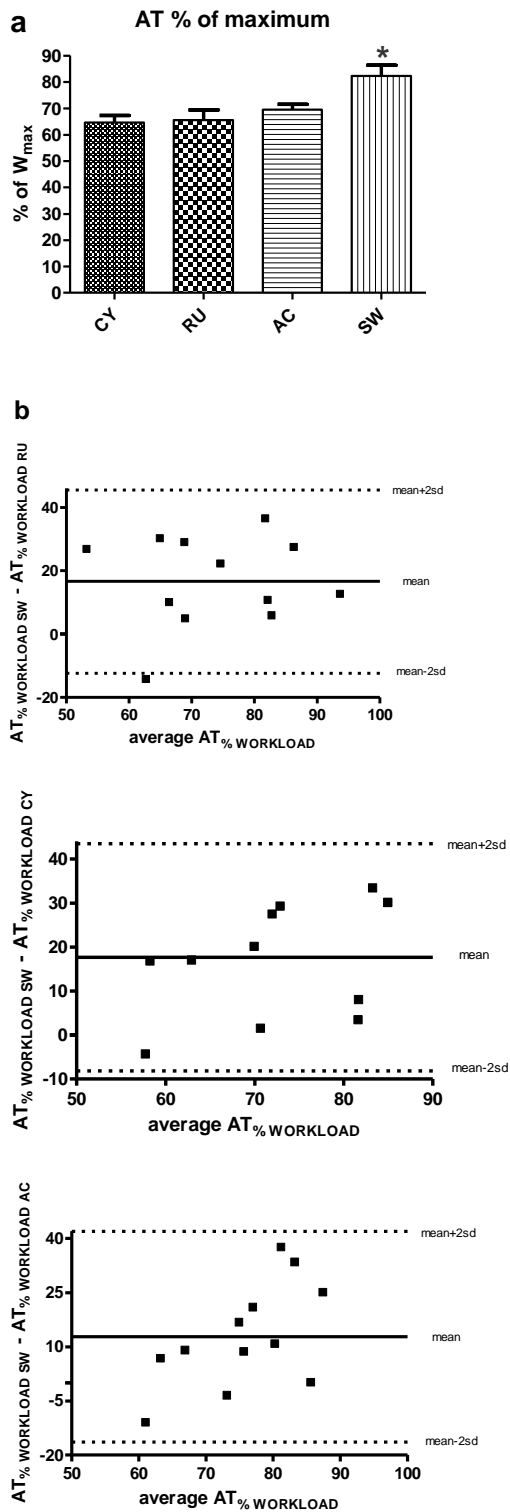 a
AT % of maximum
% of Wmax
90
80
70
60
50
40
30
20
10
0
*
CY RU AC SW
b
AT% WORKLOAD SW - AT% WORKLOAD RU
40
20
0
-20
mean+2sd
mean
mean-2sd
50 60 70 80 90 100
average AT% WORKLOAD
AT% WORKLOAD SW - AT% WORKLOAD CY
40
30
20
10
0
-10
mean+2sd
mean
mean-2sd
50 60 70 80 90
average AT% WORKLOAD
AT% WORKLOAD SW - AT% WORKLOAD AC
40
25
10
-5
-20
mean+2sd
mean
mean-2sd
50 60 70 80 90 100
average AT% WORKLOAD